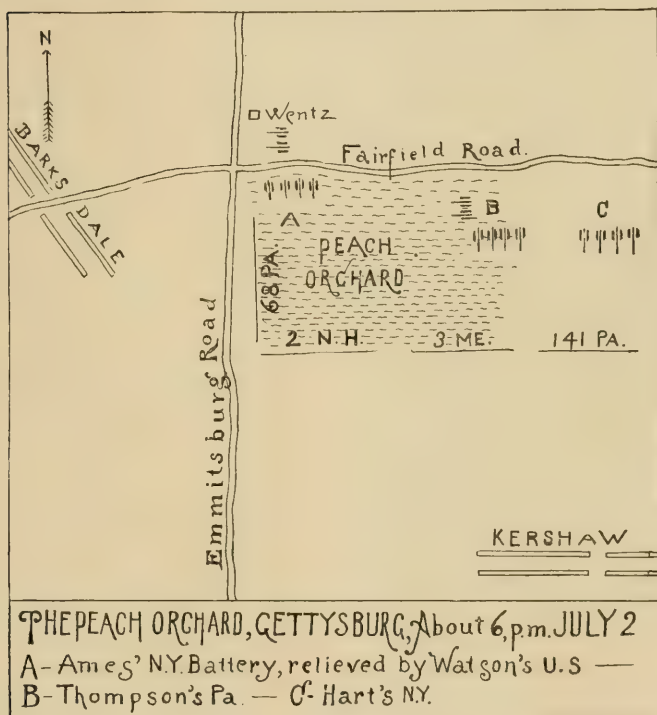 N
□ Wentz
BARKS
DALE
Fairfield Road.
A
B
C
PEACH
ORCHARD
68 PA.
2 N.H.
3 ME.
141 PA.
Emmitsburg Road
KERSHAW
THE PEACH ORCHARD, GETTYSBURG, About 6, p.m. JULY 2
A- Ames' N.Y. Battery, relieved by Watson's U.S —
B- Thompson's Pa. — C- Hart's N.Y.